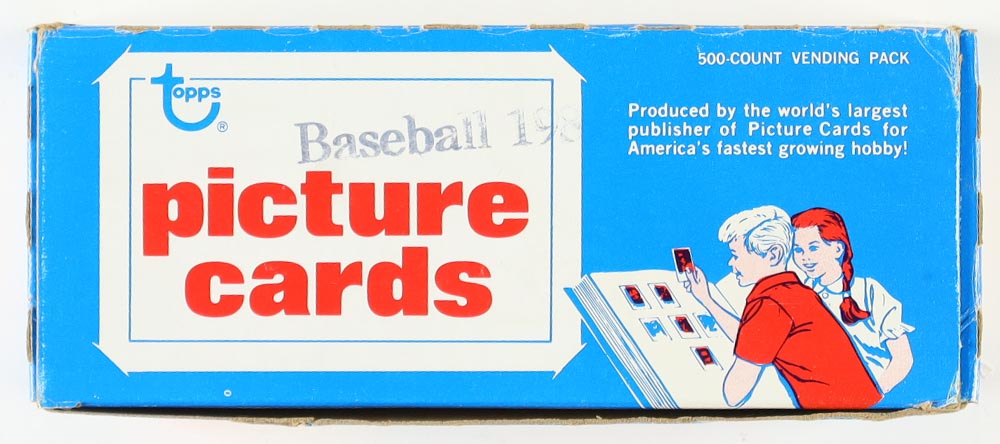 topps
®
Baseball 198
picture
cards
500-COUNT VENDING PACK
Produced by the world's largest
publisher of Picture Cards for
America's fastest growing hobby!